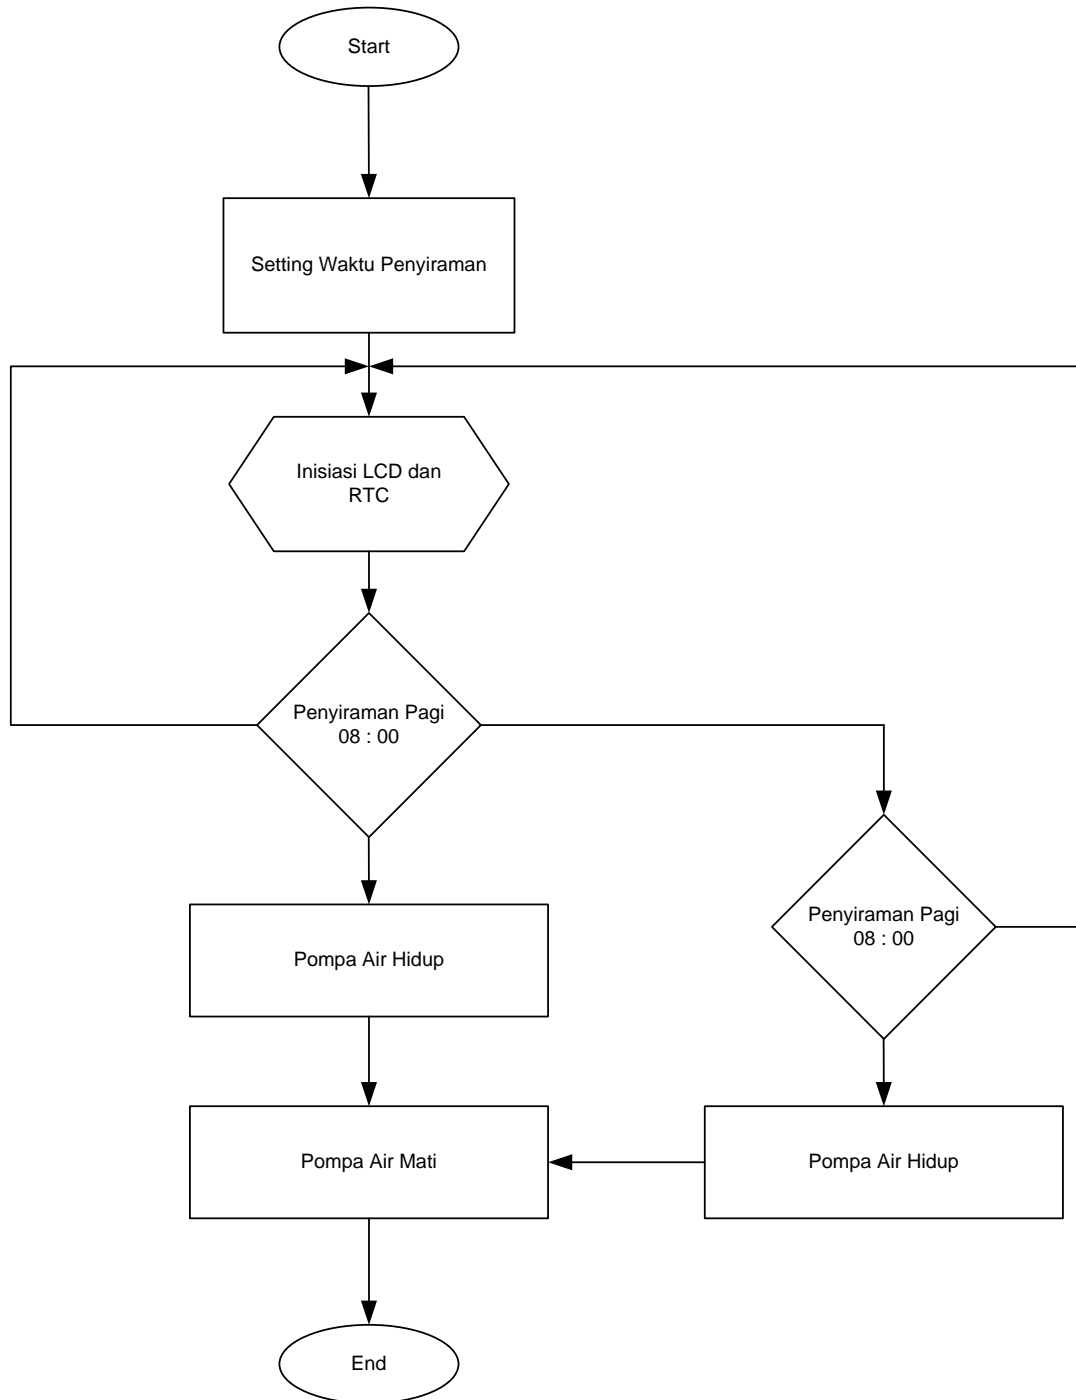 Start
Setting Waktu Penyiraman
Inisiasi LCD dan
RTC
Penyiraman Pagi
08 : 00
Penyiraman Pagi
08 : 00
Pompa Air Hidup
Pompa Air Mati
Pompa Air Hidup
End